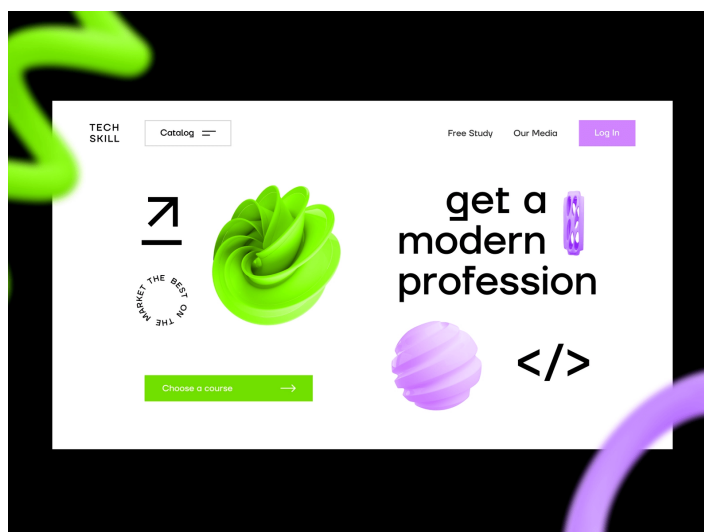 TECH
SKILL
Catalog
Free Study
Our Media
Log In
get a
modern
profession
THE BEST ON THE MARKET
</>
Choose a course